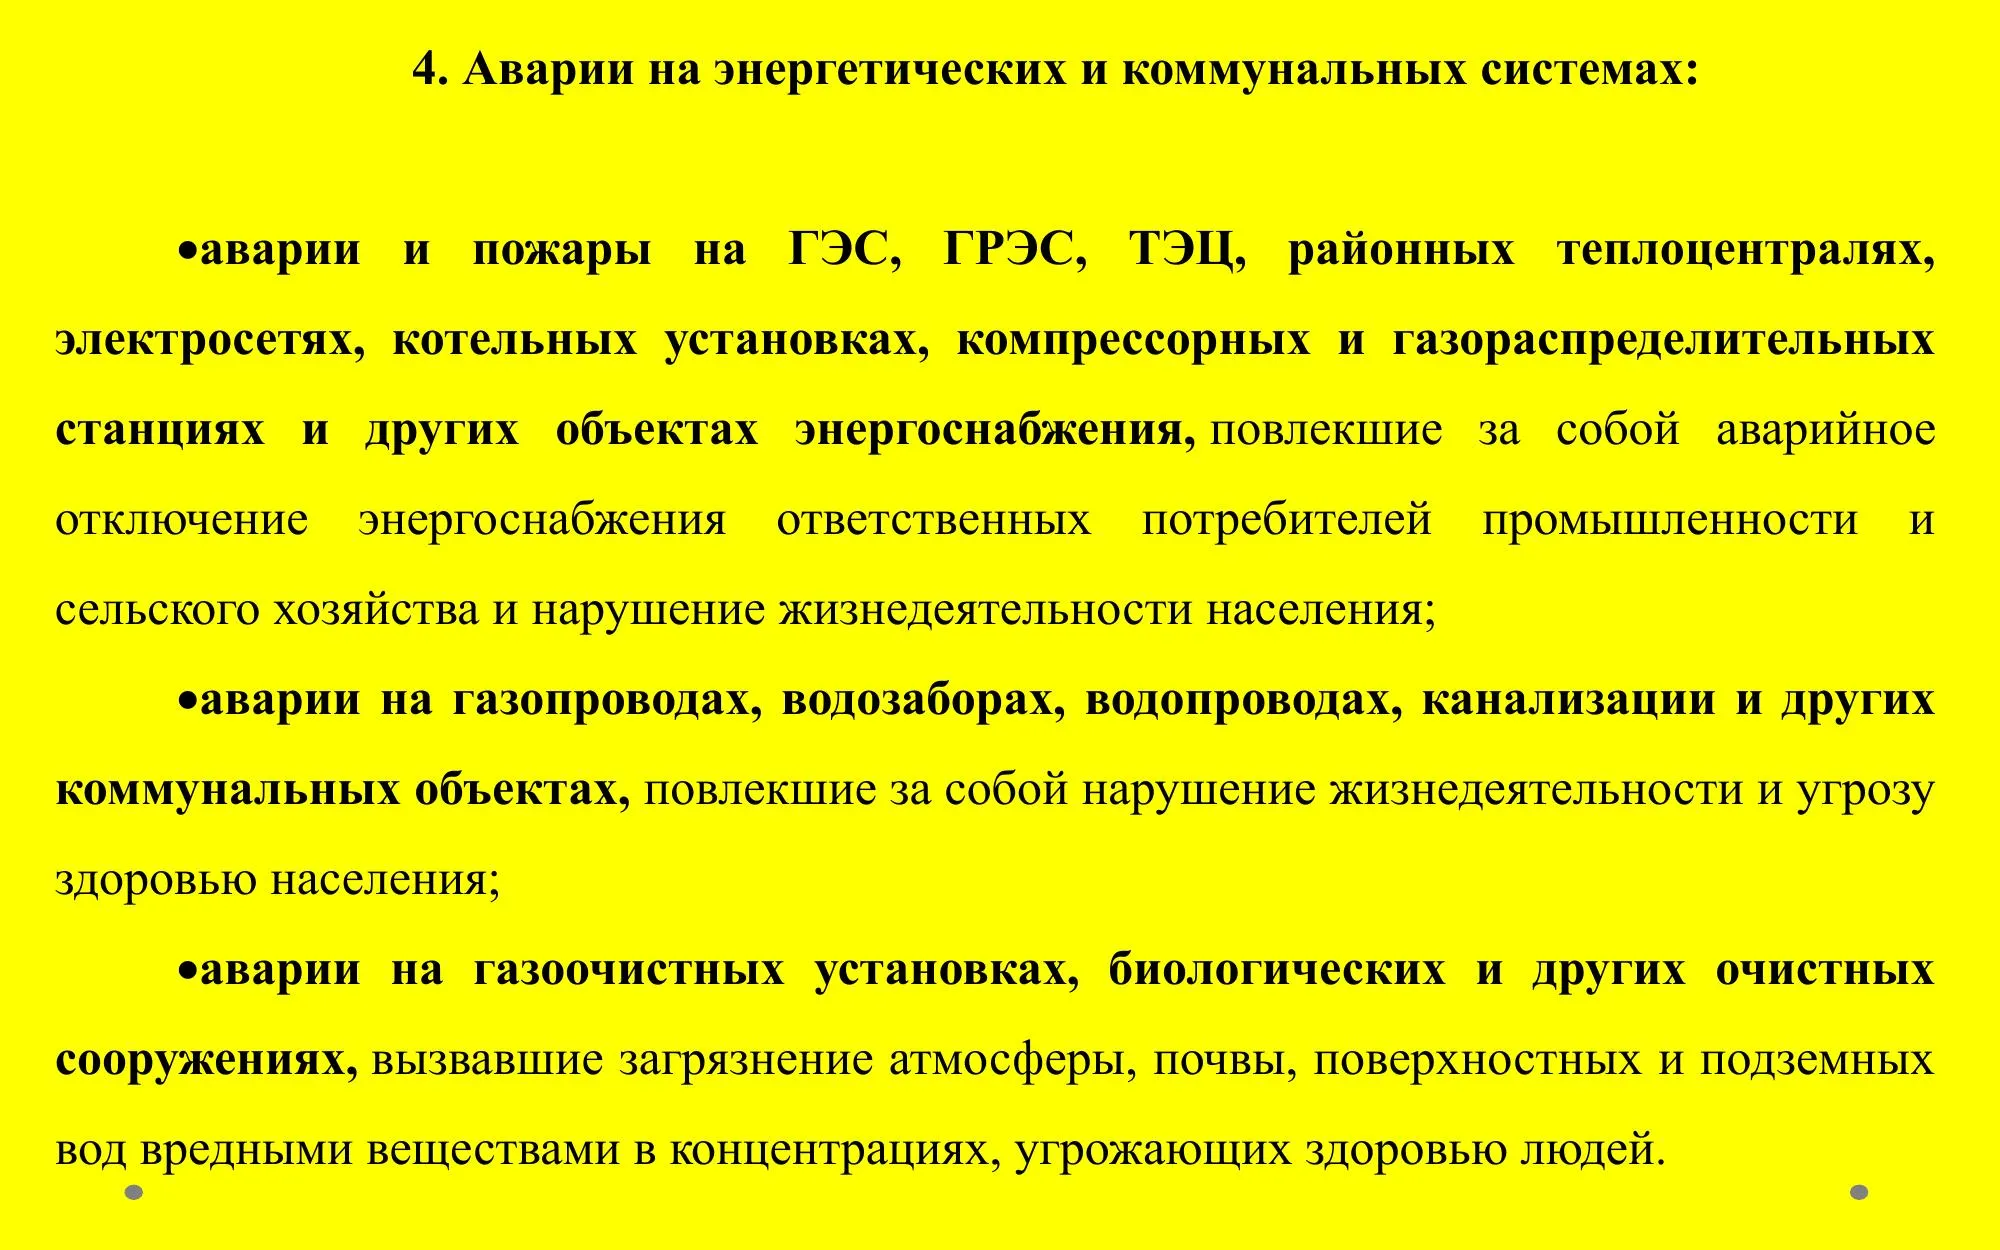 4. Аварии на энергетических и коммунальных системах:
•аварии и пожары на ГЭС, ГРЭС, ТЭЦ, районных теплоцентралях,
электросетях, котельных установках, компрессорных и газораспределительных
станциях и других объектах энергоснабжения, повлекшие за собой аварийное
отключение энергоснабжения ответственных потребителей промышленности и
сельского хозяйства и нарушение жизнедеятельности населения;
•аварии на газопроводах, водозаборах, водопроводах, канализации и других
коммунальных объектах, повлекшие за собой нарушение жизнедеятельности и угрозу
здоровью населения;
•аварии на газоочистных установках, биологических и других очистных
сооружениях, вызвавшие загрязнение атмосферы, почвы, поверхностных и подземных
вод вредными веществами в концентрациях, угрожающих здоровью людей.